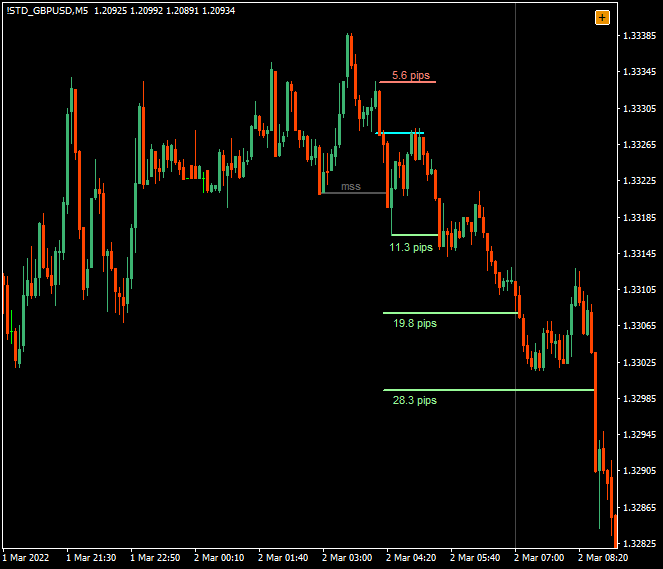 !STD_GBPUSD,M5 1.20925 1.20992 1.20891 1.20934
+
1.33385
5.6 pips
1.33345
1.33305
1.33265
1.33225
mss
1.33185
11.3 pips
1.33145
1.33105
19.8 pips
1.33065
1.33025
28.3 pips
1.32985
1.32945
1.32905
1.32865
1.32825
1 Mar 2022 1 Mar 21:30 1 Mar 22:50 2 Mar 00:10 2 Mar 01:40 2 Mar 03:00 2 Mar 04:20 2 Mar 05:40 2 Mar 07:00 2 Mar 08:20